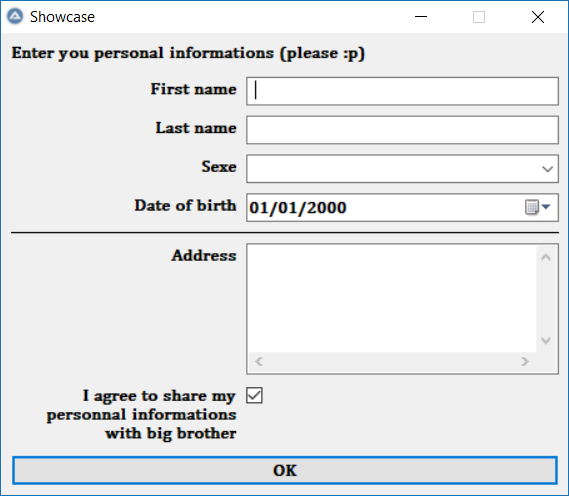 Showcase
Enter you personal informations (please :p)
First name
Last name
Sexe
Date of birth 01/01/2000
Address
I agree to share my
personnal informations
with big brother
OK